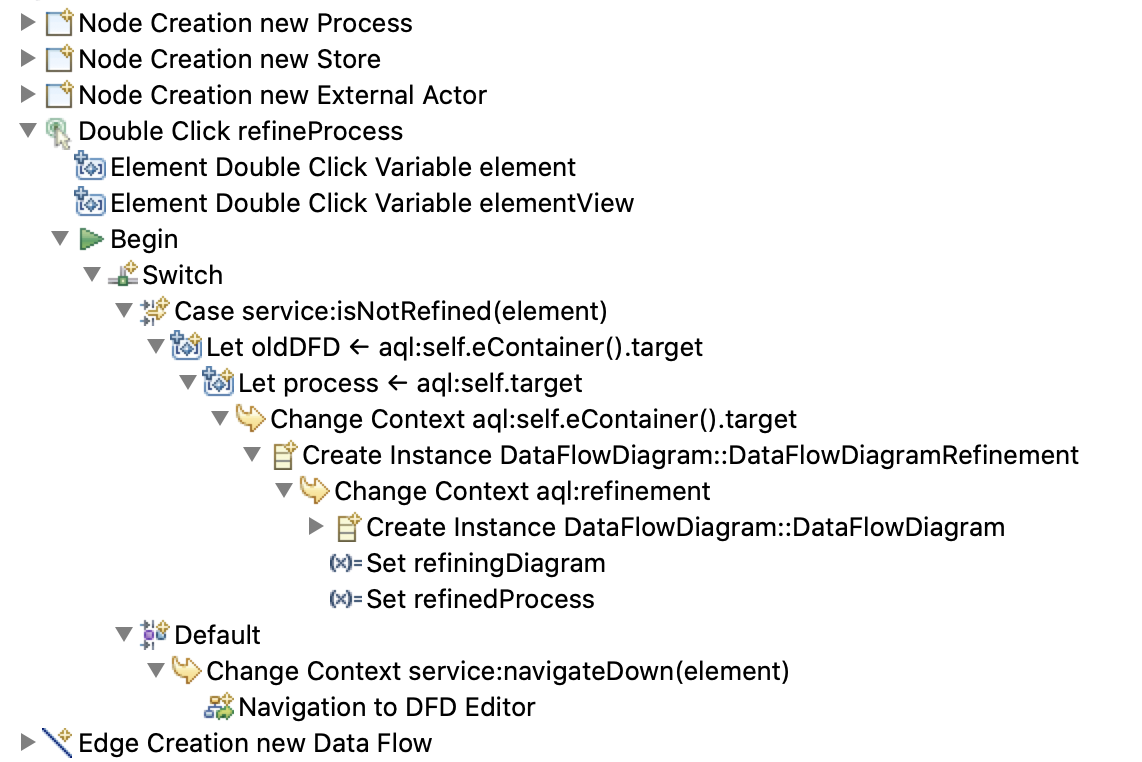 Node Creation new Process
Node Creation new Store
Node Creation new External Actor
Double Click refineProcess
Element Double Click Variable element
Element Double Click Variable elementView
Begin
Switch
Case service:isNotRefined(element)
Let oldDFD ← aql:self.eContainer().target
Let process ← aql:self.target
Change Context aql:self.eContainer().target
Create Instance DataFlowDiagram::DataFlowDiagramRefinement
Change Context aql:refinement
Create Instance DataFlowDiagram::DataFlowDiagram
(x)= Set refiningDiagram
(x)= Set refinedProcess
Default
Change Context service:navigateDown(element)
Navigation to DFD Editor
Edge Creation new Data Flow